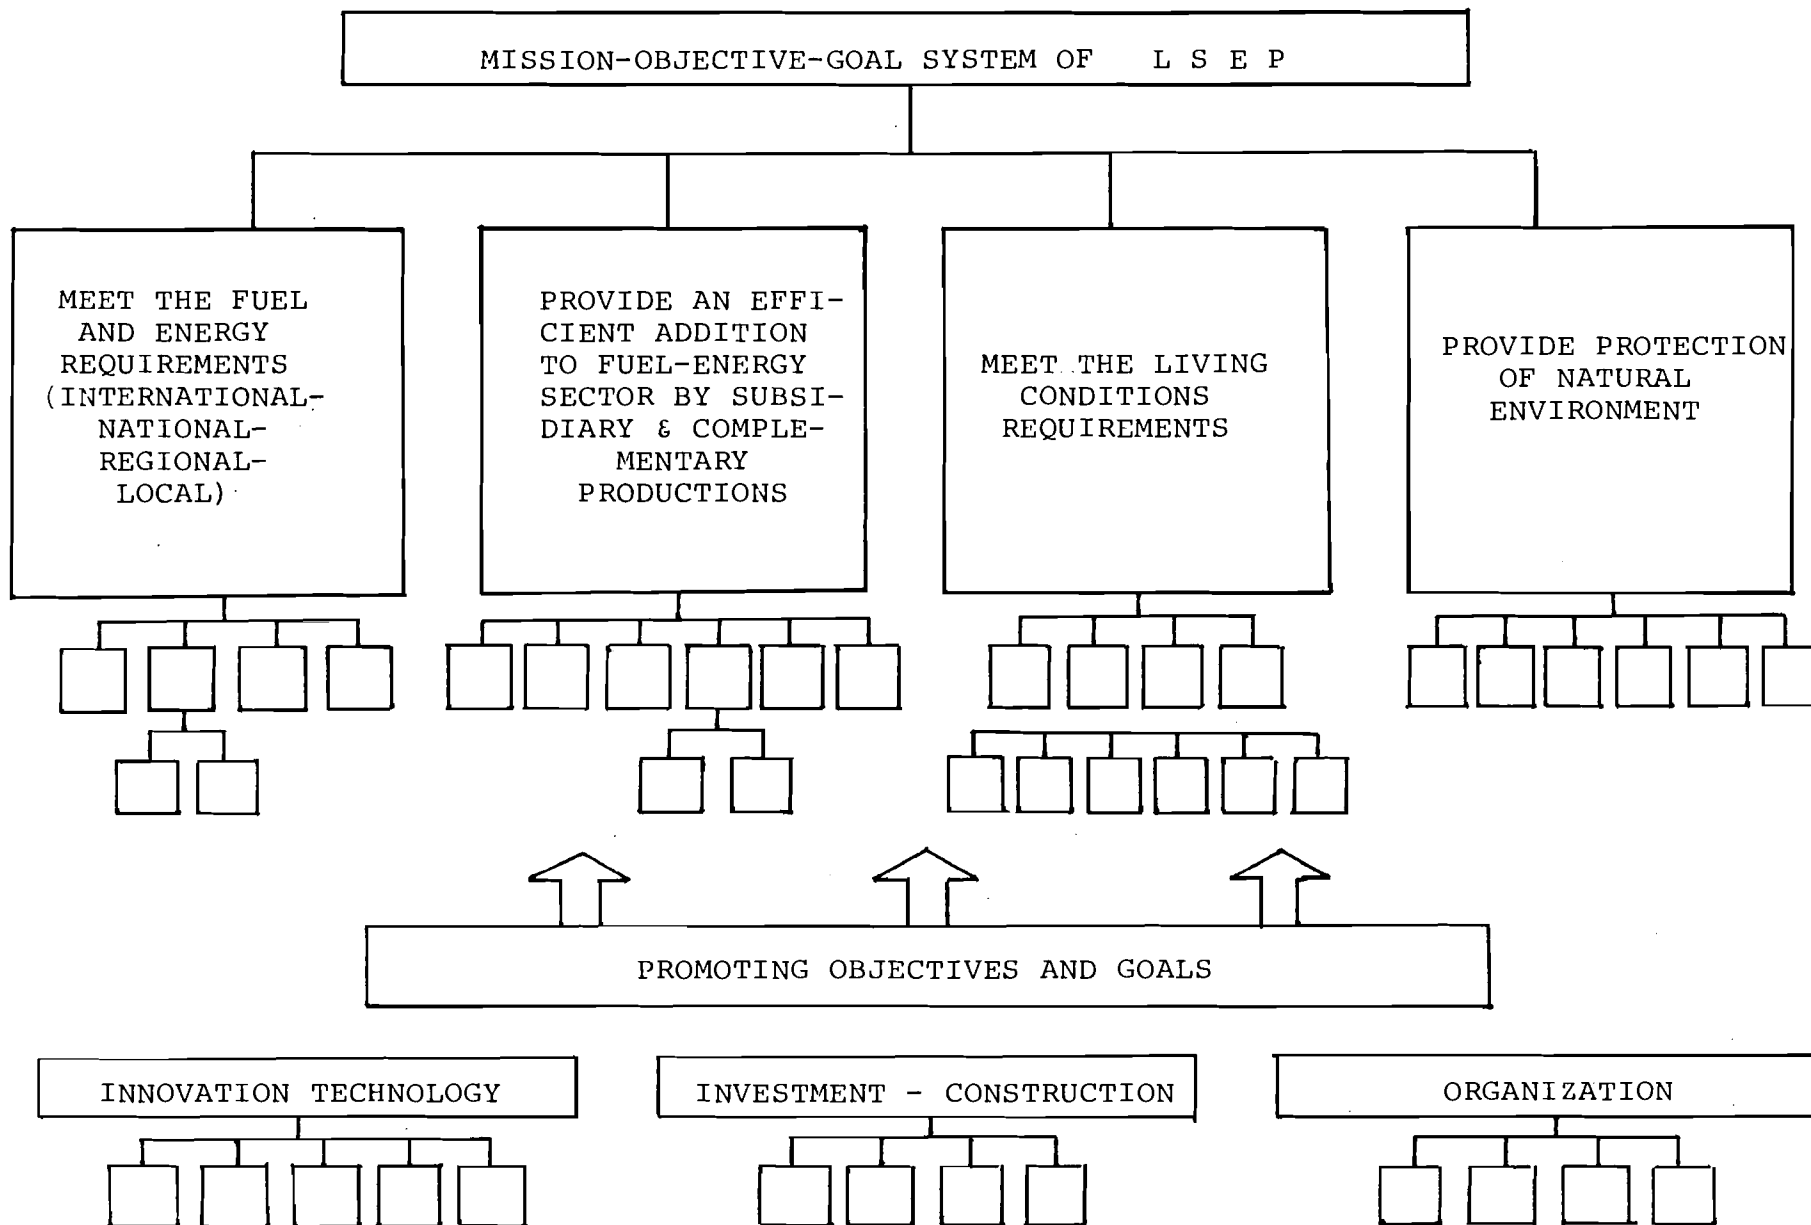 MISSION-OBJECTIVE-GOAL SYSTEM OF L S E P
MEET THE FUEL
AND ENERGY
REQUIREMENTS
(INTERNATIONAL-
NATIONAL-
REGIONAL-
LOCAL)
PROVIDE AN EFFI-
CIENT ADDITION
TO FUEL-ENERGY
SECTOR BY SUBSI-
DIARY & COMPLE-
MENTARY
PRODUCTIONS
MEET THE LIVING
CONDITIONS
REQUIREMENTS
PROVIDE PROTECTION
OF NATURAL
ENVIRONMENT
PROMOTING OBJECTIVES AND GOALS
INNOVATION TECHNOLOGY
INVESTMENT - CONSTRUCTION
ORGANIZATION